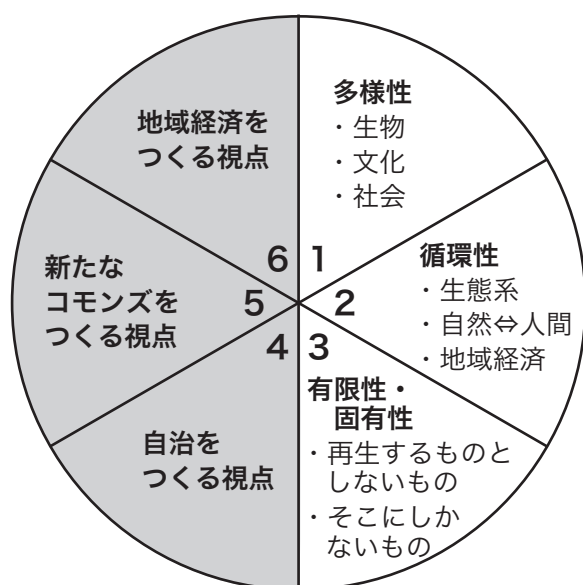 1
多様性
・生物
・文化
・社会
2
循環性
・生態系
・自然⇔人間
・地域経済
3
有限性・
固有性
・再生するものと
しないもの
・そこにしか
ないもの
4
自治を
つくる視点
5
新たな
コモンズを
つくる視点
6
地域経済を
つくる視点